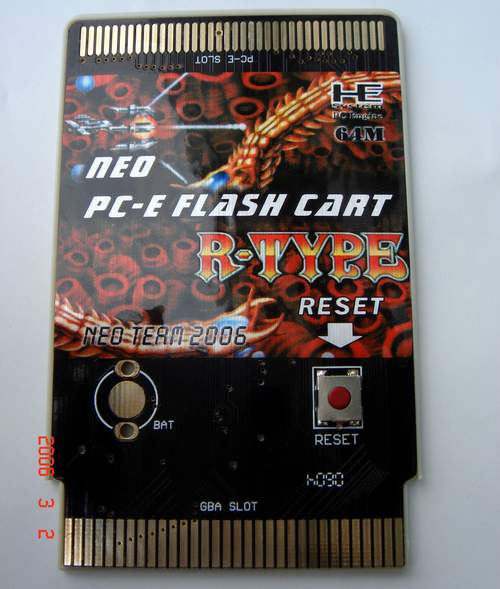 PC-E SLOT
HE
SYSTEM
PC Engine
64M
NEO
PC-E FLASH CART
R-TYPE
RESET
NEO TEAM 2006
BAT
RESET
GBA SLOT
2006 3 2